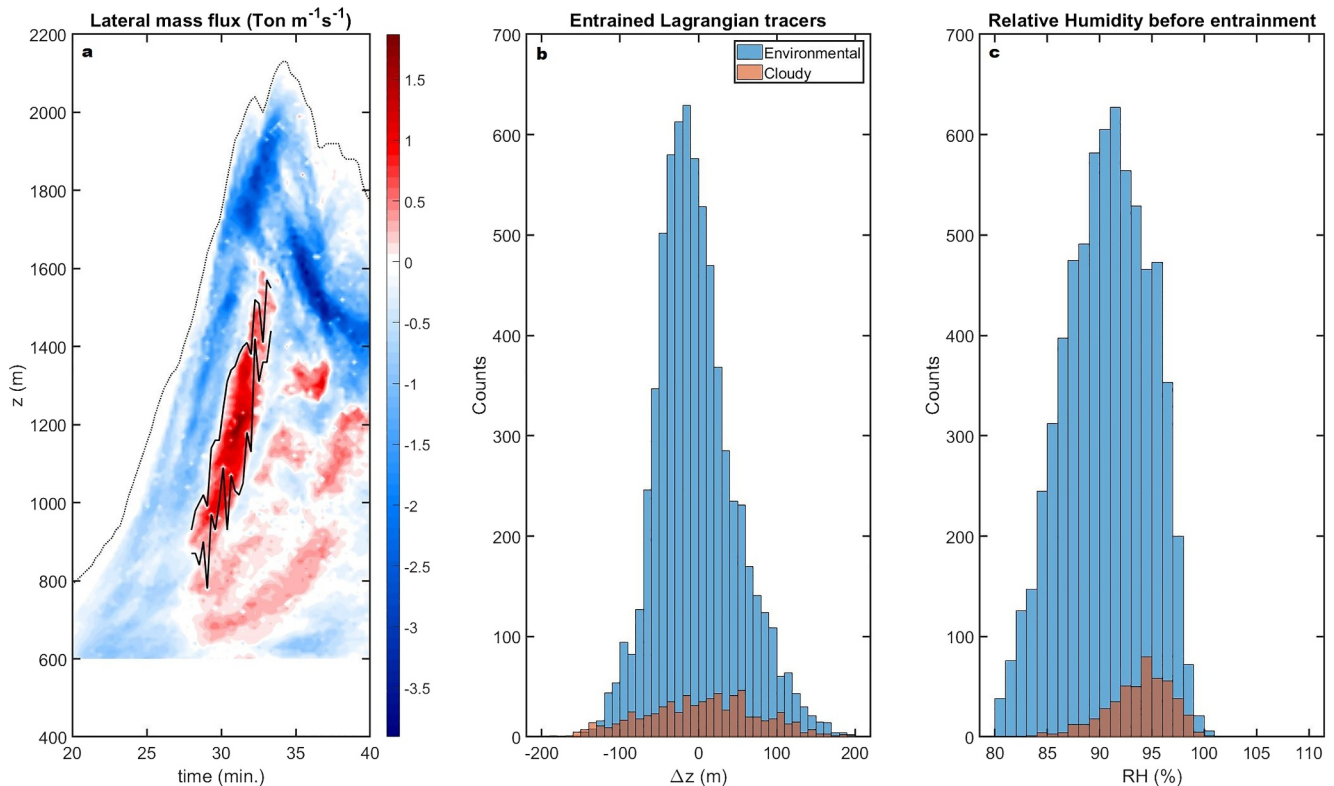 Lateral mass flux (Ton m⁻¹s⁻¹)
a
2200
2000
1800
1600
1400
1200
1000
800
600
400
z (m)
20 25 30 35 40
time (min.)
1.5
1
0.5
0
-0.5
-1
-1.5
-2
-2.5
-3
-3.5
Entrained Lagrangian tracers
b
Environmental
Cloudy
700
600
500
400
300
200
100
0
Counts
-200 -100 0 100 200
Δz (m)
Relative Humidity before entrainment
c
700
600
500
400
300
200
100
0
Counts
80 85 90 95 100 105 110
RH (%)